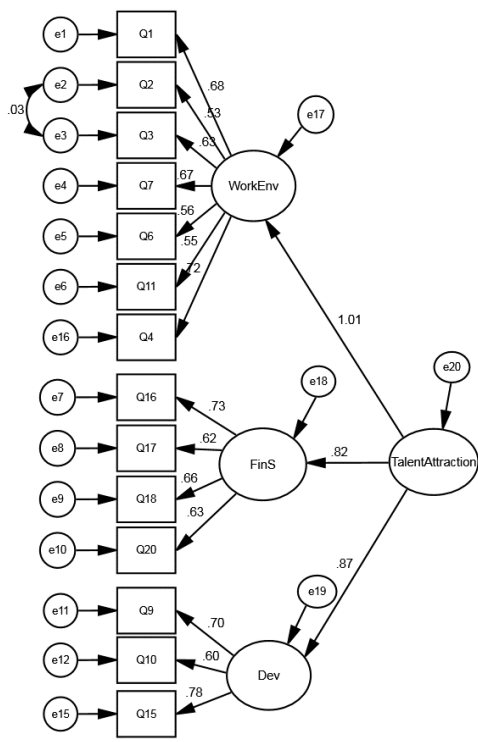 e1 Q1
.68
e2 Q2
.53
e17
.03
e3 Q3
.63
e4 Q7
.67
WorkEnv
.56
e5 Q6
.55
e6 Q11
.72
e16 Q4
1.01
e20
e7 Q16
.73
e18
e8 Q17
.62
.82
FinS
TalentAttraction
e9 Q18
.66
e10 Q20
.63
.87
e19
e11 Q9
.70
e12 Q10
.60
Dev
e15 Q15
.78